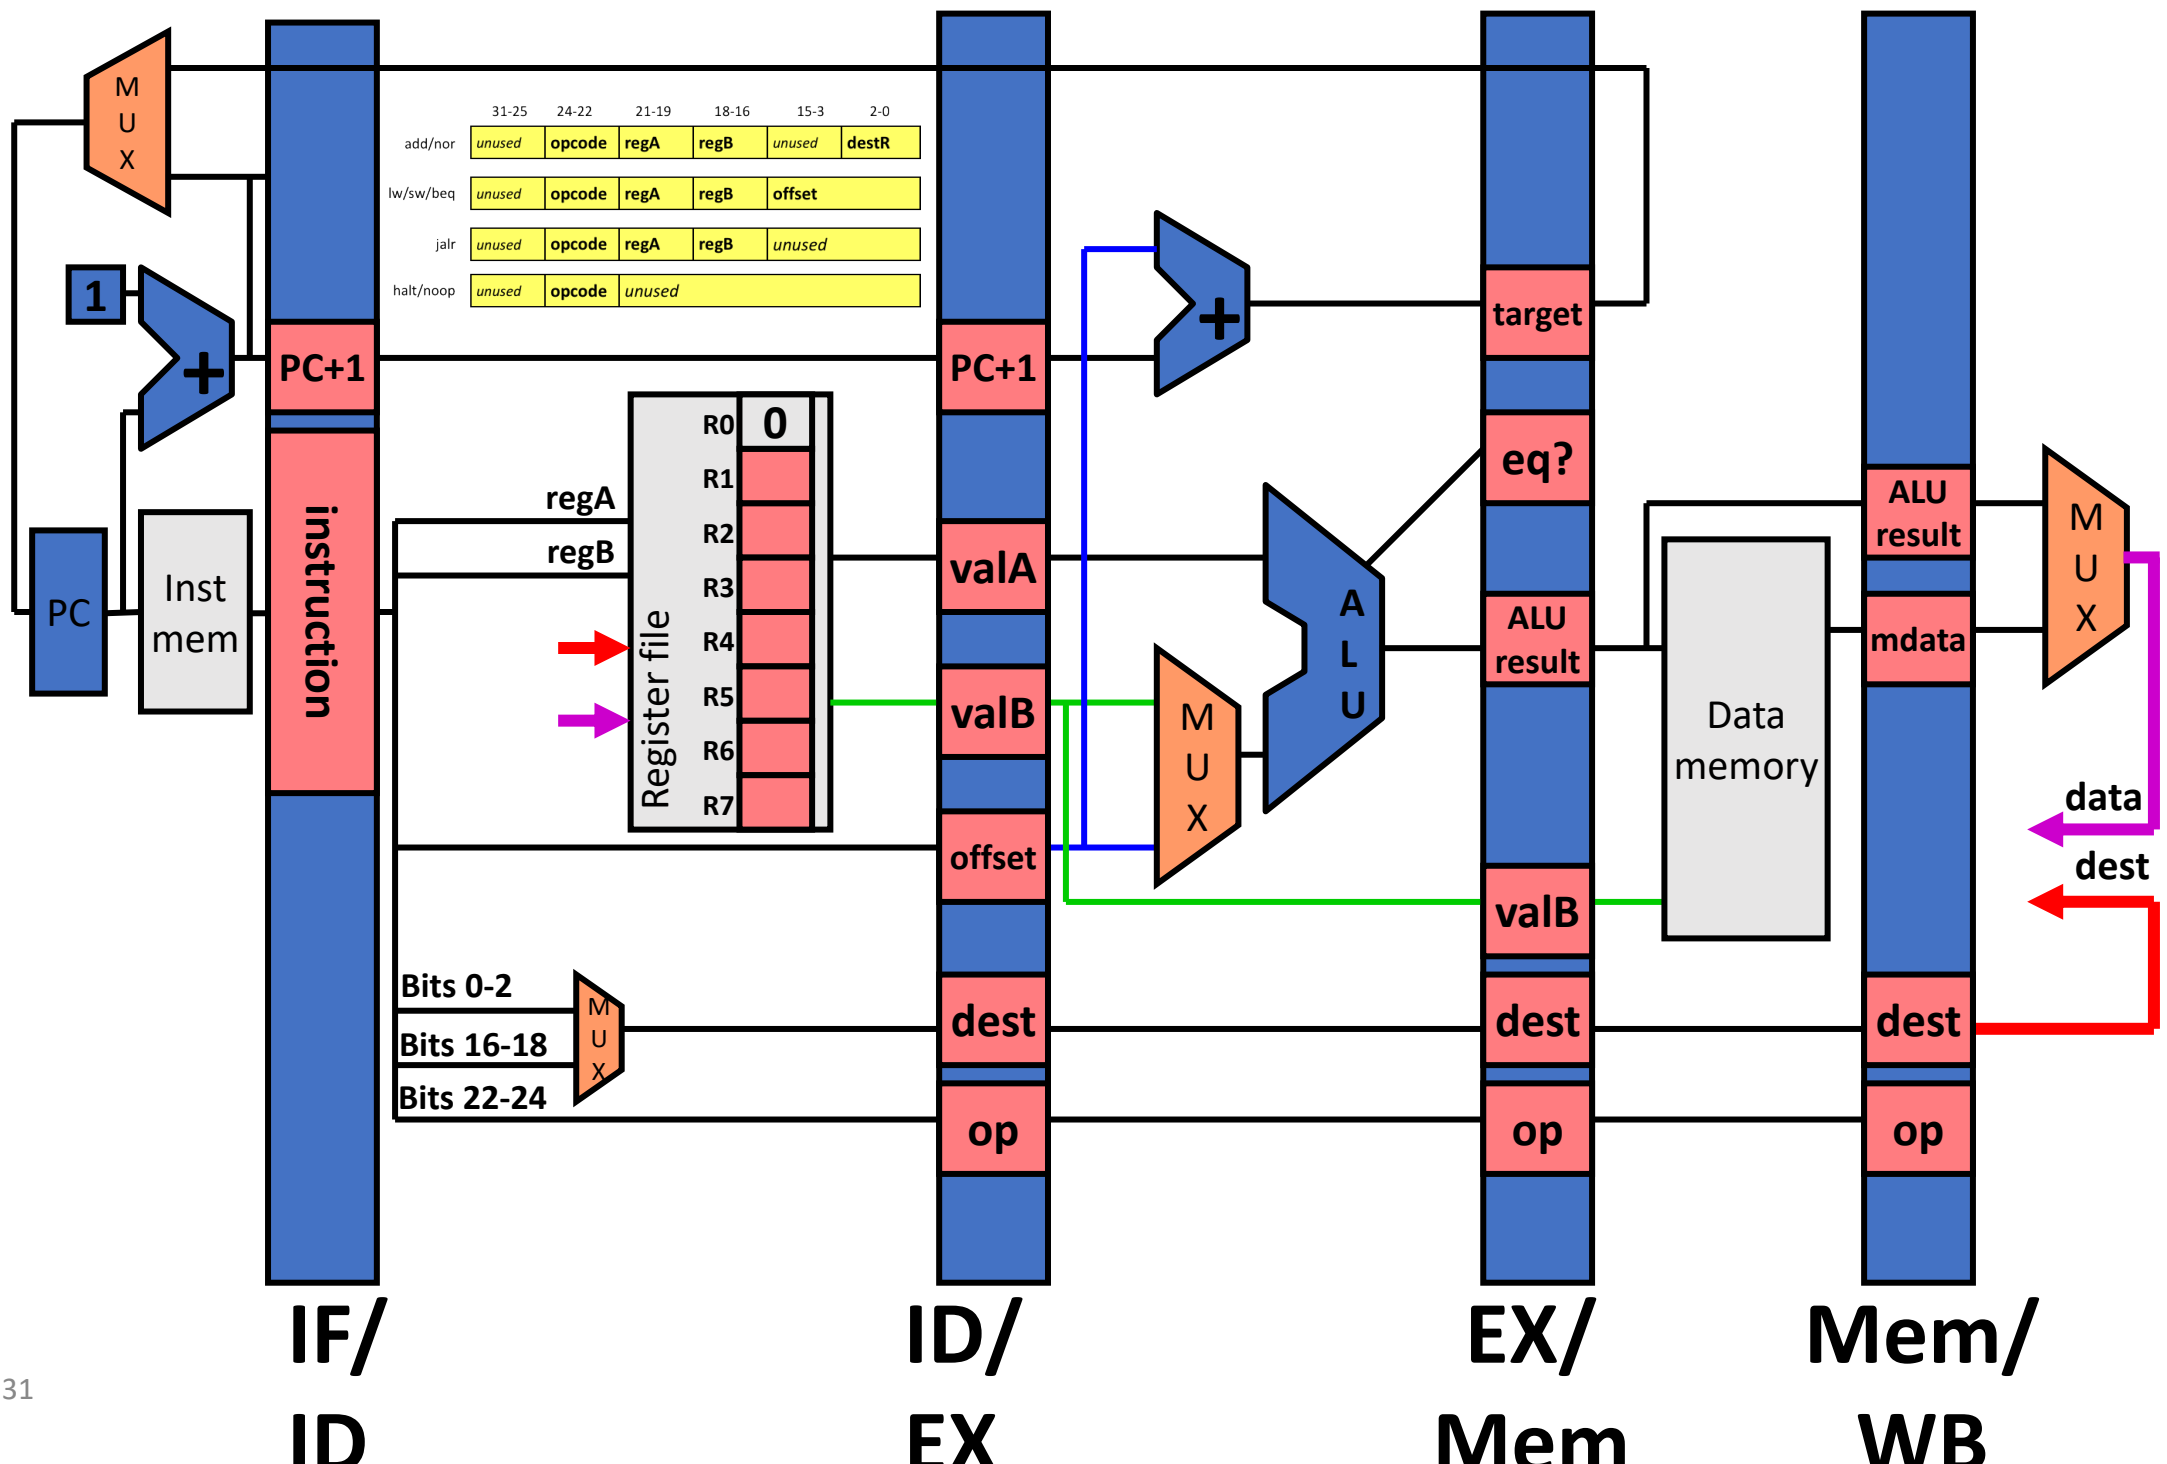 M
U
X
31-25 24-22 21-19 18-16 15-3 2-0
add/nor unused opcode regA regB unused destR
lw/sw/beq unused opcode regA regB offset
jalr unused opcode regA regB unused
halt/noop unused opcode unused
1
+
PC+1
PC
Inst
mem
instruction
regA
regB
Register file
R0 0
R1
R2
R3
R4
R5
R6
R7
Bits 0-2
Bits 16-18
Bits 22-24
M
U
X
PC+1
valA
valB
offset
dest
op
+
M
U
X
A
L
U
target
eq?
ALU
result
valB
dest
op
Data
memory
ALU
result
mdata
dest
op
M
U
X
data
dest
IF/
ID
ID/
EX
EX/
Mem
Mem/
WB
31